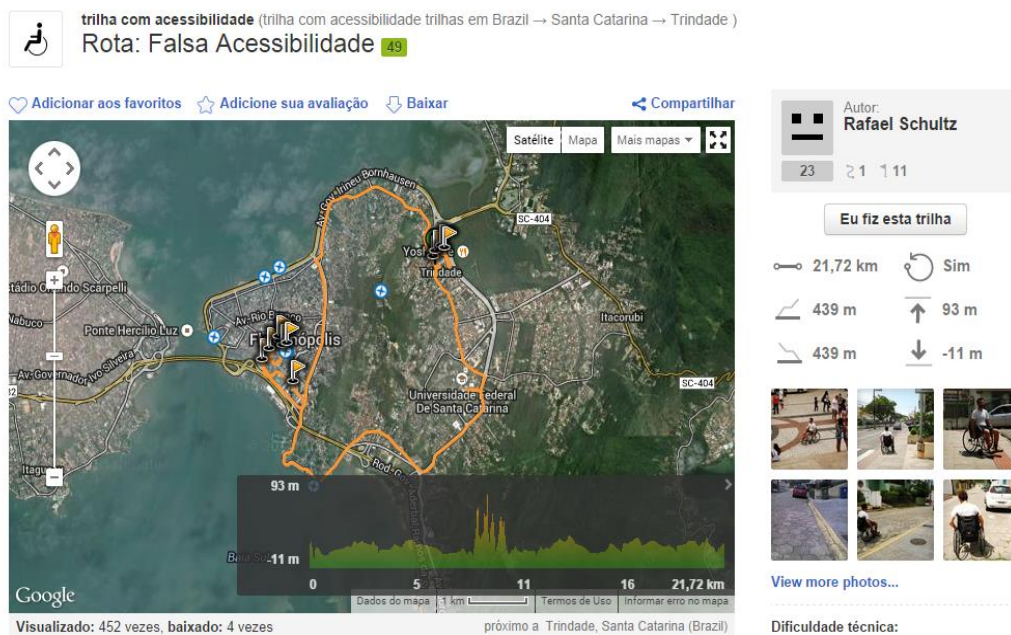 trilha com acessibilidade (trilha com acessibilidade trilhas em Brazil → Santa Catarina → Trindade )
Rota: Falsa Acessibilidade 49
Adicionar aos favoritos Adicione sua avaliação Baixar Compartilhar
Autor:
Rafael Schultz
23 1 11
Eu fiz esta trilha
21,72 km Sim
439 m 93 m
439 m -11 m
View more photos...
Dificuldade técnica:
Satélite Mapa Mais mapas
Av. Gov. Irineu Bornhausen
SC-404
Trindade
Itacorubi
Av. Rio
Ponte Hercílio Luz
Av. Governador Ivo Silveira
Universidade Federal
De Santa Catarina
SC-404
93 m
-11 m
0 5 11 16 21,72 km
Google
Dados do mapa 1 km Termos de Uso Informar erro no mapa
Visualizado: 452 vezes, baixado: 4 vezes
próximo a Trindade, Santa Catarina (Brazil)